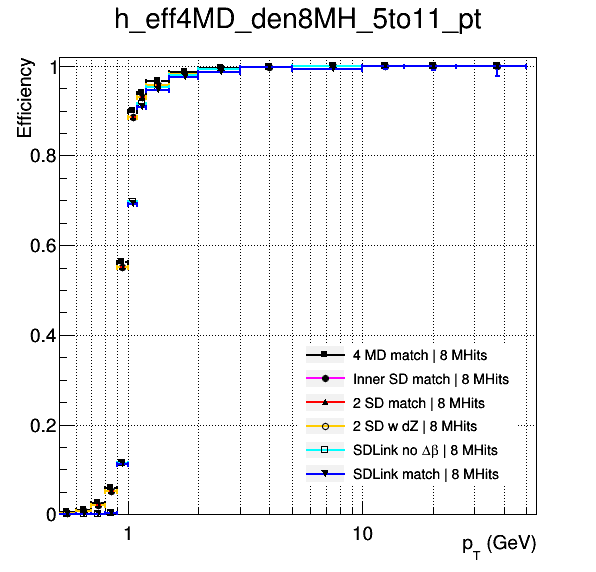 h_eff4MD_den8MH_5to11_pt
Efficiency
1
0.8
0.6
0.4
0.2
0
4 MD match | 8 MHits
Inner SD match | 8 MHits
2 SD match | 8 MHits
2 SD w dZ | 8 MHits
SDLink no Δβ | 8 MHits
SDLink match | 8 MHits
1 10
p_T (GeV)